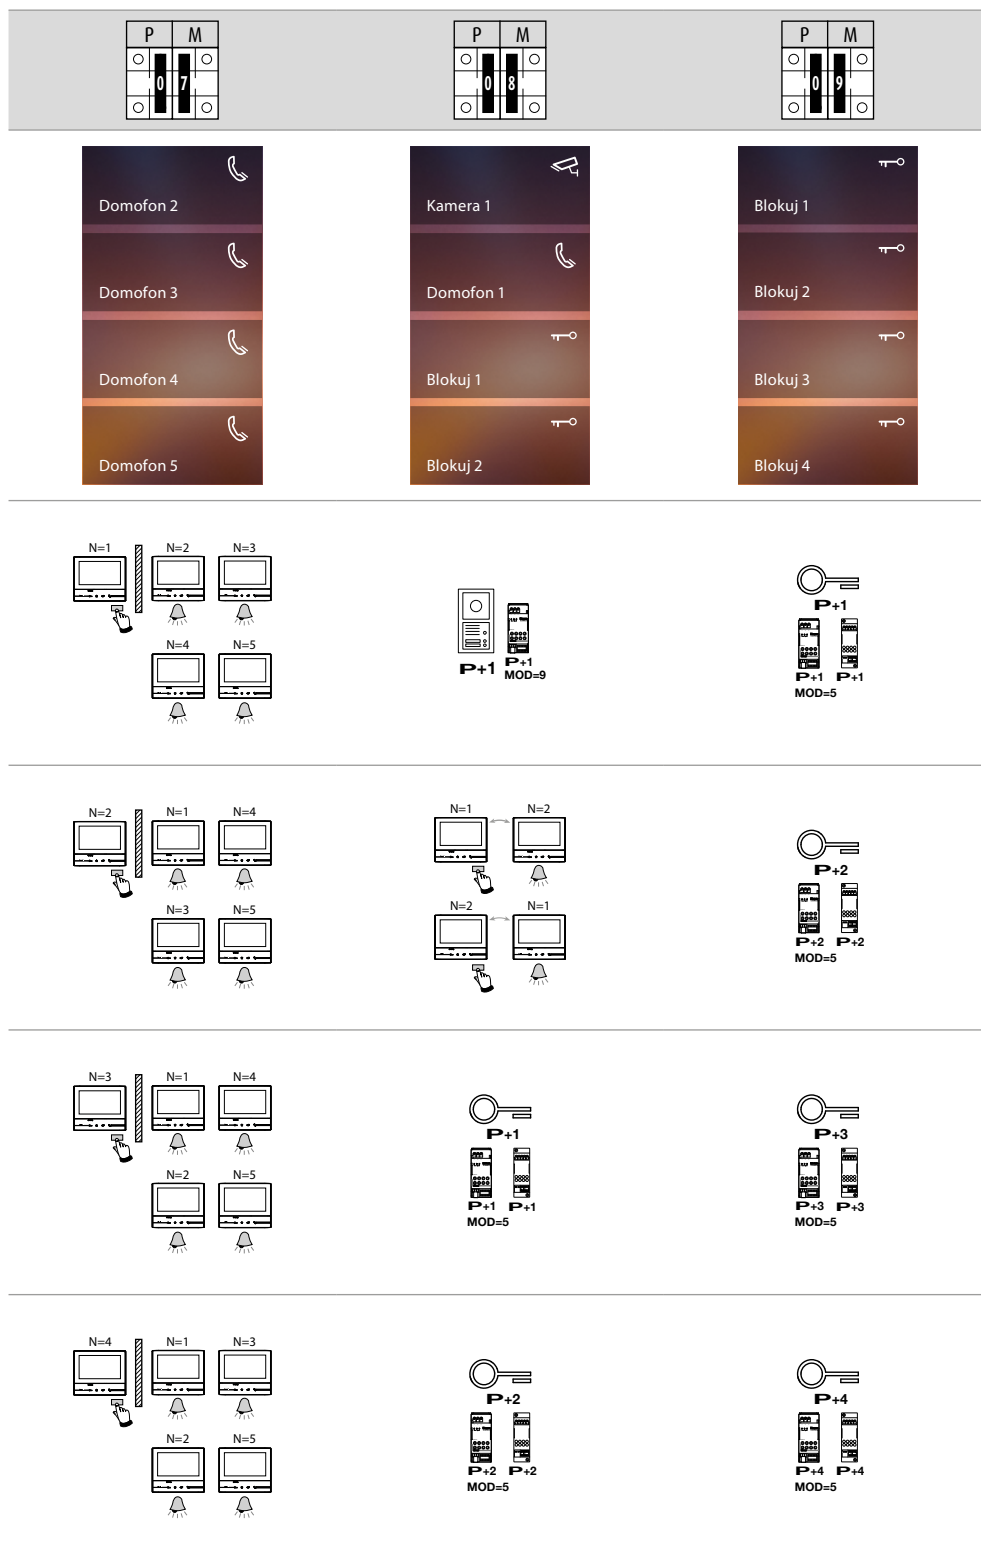 P M P M P M
0 7 0 8 0 9
Domofon 2 Kamera 1 Blokuj 1
Domofon 3 Domofon 1 Blokuj 2
Domofon 4 Blokuj 1 Blokuj 3
Domofon 5 Blokuj 2 Blokuj 4
N=1 N=2 N=3
N=4 N=5
P+1
P+1
MOD=9
P+1
P+1 P+1
MOD=5
N=2 N=1 N=4
N=3 N=5
N=1 N=2
N=2 N=1
P+2
P+2 P+2
MOD=5
N=3 N=1 N=4
N=2 N=5
P+1
P+1 P+1
MOD=5
P+3
P+3 P+3
MOD=5
N=4 N=1 N=3
N=2 N=5
P+2
P+2 P+2
MOD=5
P+4
P+4 P+4
MOD=5